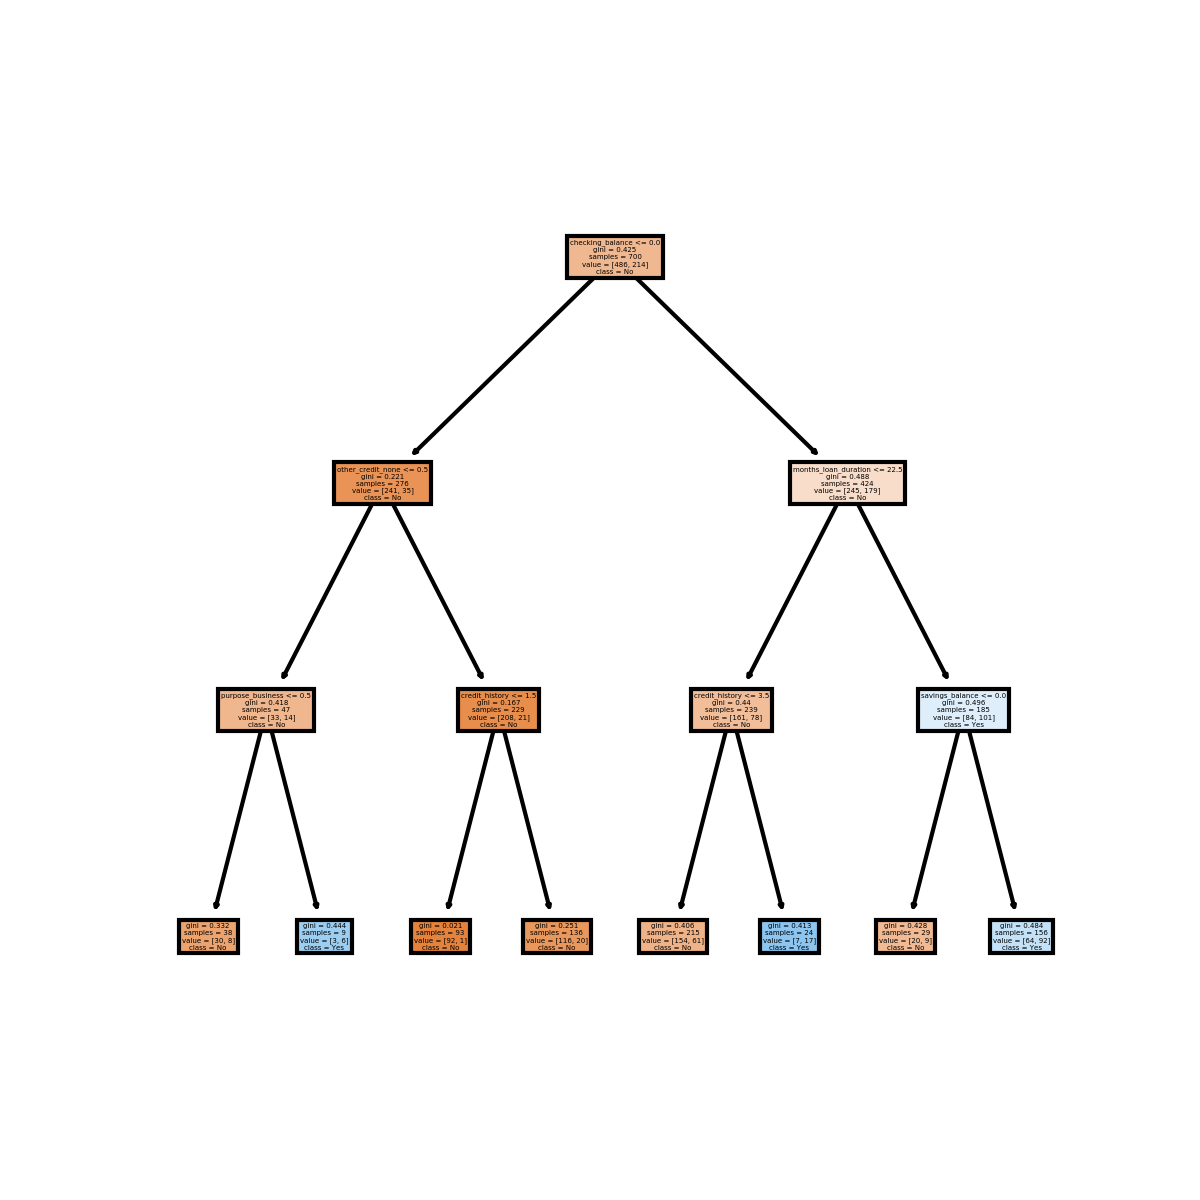 checking_balance <= 0.0
gini = 0.425
samples = 700
value = [486, 214]
class = No
other_credit_none <= 0.5
gini = 0.221
samples = 276
value = [241, 35]
class = No
months_loan_duration <= 22.5
gini = 0.488
samples = 424
value = [245, 179]
class = No
purpose_business <= 0.5
gini = 0.418
samples = 47
value = [33, 14]
class = No
credit_history <= 1.5
gini = 0.167
samples = 229
value = [208, 21]
class = No
credit_history <= 3.5
gini = 0.44
samples = 239
value = [161, 78]
class = No
savings_balance <= 0.0
gini = 0.496
samples = 185
value = [84, 101]
class = Yes
gini = 0.332
samples = 38
value = [30, 8]
class = No
gini = 0.444
samples = 9
value = [3, 6]
class = Yes
gini = 0.021
samples = 93
value = [92, 1]
class = No
gini = 0.251
samples = 136
value = [116, 20]
class = No
gini = 0.406
samples = 215
value = [154, 61]
class = No
gini = 0.413
samples = 24
value = [7, 17]
class = Yes
gini = 0.428
samples = 29
value = [20, 9]
class = No
gini = 0.484
samples = 156
value = [64, 92]
class = Yes